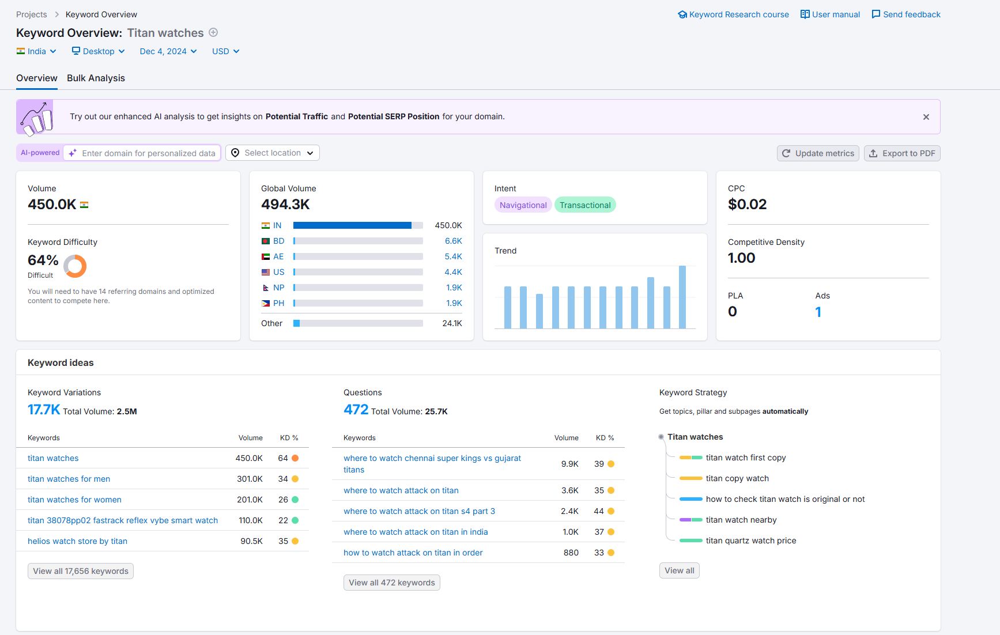 Projects > Keyword Overview
Keyword Research course
User manual
Send feedback
Keyword Overview: Titan watches
India
Desktop
Dec 4, 2024
USD
Overview
Bulk Analysis
Try out our enhanced AI analysis to get insights on Potential Traffic and Potential SERP Position for your domain.
AI-powered
Enter domain for personalized data
Select location
Update metrics
Export to PDF
Volume
450.0K
Keyword Difficulty
64%
Difficult
You will need to have 14 referring domains and optimized
content to compete here.
Global Volume
494.3K
IN 450.0K
BD 6.6K
AE 5.4K
US 4.4K
NP 1.9K
PH 1.9K
Other 24.1K
Intent
Navigational Transactional
Trend
CPC
$0.02
Competitive Density
1.00
PLA Ads
0 1
Keyword ideas
Keyword Variations
17.7K Total Volume: 2.5M
Keywords Volume KD %
titan watches 450.0K 64
titan watches for men 301.0K 34
titan watches for women 201.0K 26
titan 38078pp02 fastrack reflex vybe smart watch 110.0K 22
helios watch store by titan 90.5K 35
View all 17,656 keywords
Questions
472 Total Volume: 25.7K
Keywords Volume KD %
where to watch chennai super kings vs gujarat
titans 9.9K 39
where to watch attack on titan 3.6K 35
where to watch attack on titan s4 part 3 2.4K 44
where to watch attack on titan in india 1.0K 37
how to watch attack on titan in order 880 33
View all 472 keywords
Keyword Strategy
Get topics, pillar and subpages automatically
Titan watches
titan watch first copy
titan copy watch
how to check titan watch is original or not
titan watch nearby
titan quartz watch price
View all